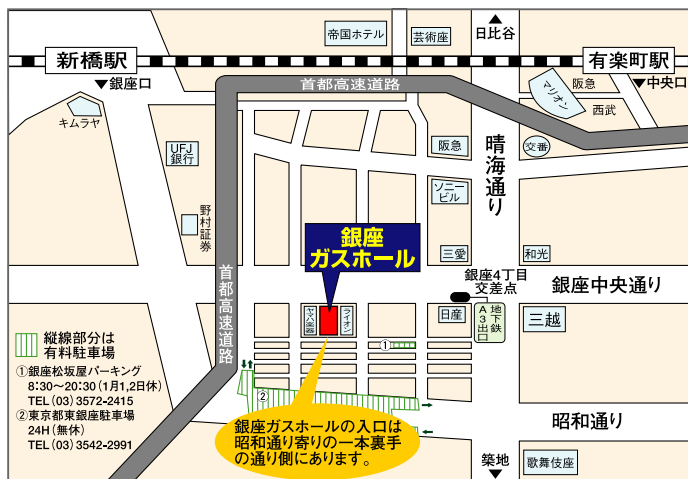 帝国ホテル
芸術座
日比谷
新橋駅
有楽町駅
▼銀座口
首都高速道路
マリオン
阪急
▼中央口
西武
キムラヤ
UFJ
銀行
阪急
晴海通り
交番
ソニー
ビル
野村証券
銀座
ガスホール
三愛
和光
首都高速道路
銀座4丁目
交差点
銀座中央通り
ヤマハ楽器
ライオン
日産
地下鉄
A3出口
三越
縦線部分は
有料駐車場
①銀座松坂屋パーキング
8:30〜20:30(1月1,2日休)
TEL(03)3572-2415
②東京都東銀座駐車場
24H(無休)
TEL(03)3542-2991
①
②
昭和通り
銀座ガスホールの入口は
昭和通り寄りの一本裏手
の通り側にあります。
築地
歌舞伎座